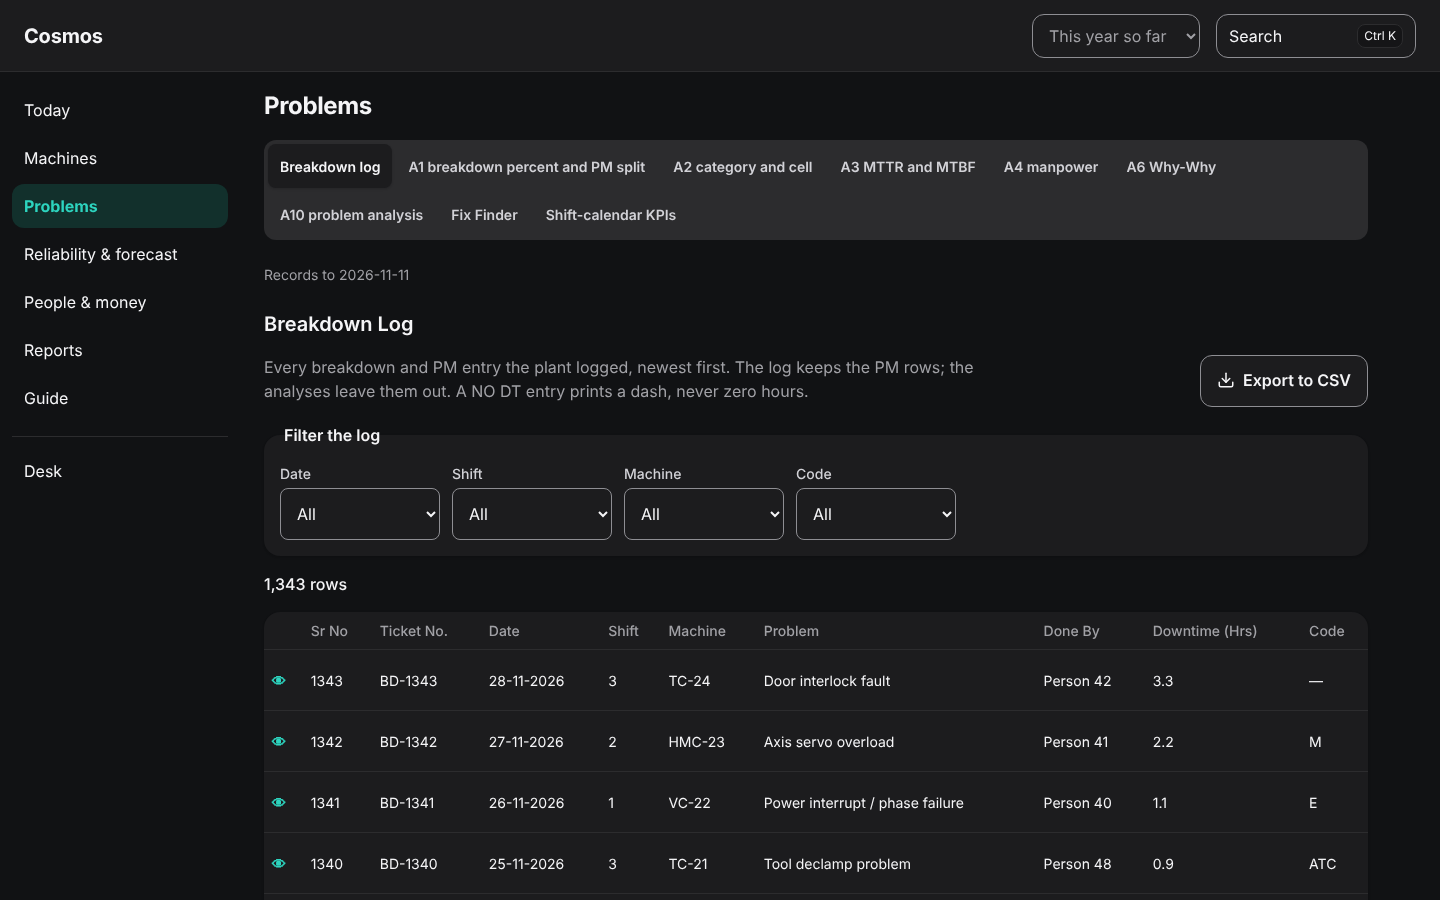 Cosmos
This year so far
Search
Ctrl K
Today
Machines
Problems
Reliability & forecast
People & money
Reports
Guide
Desk
Problems
Breakdown log A1 breakdown percent and PM split A2 category and cell A3 MTTR and MTBF A4 manpower A6 Why-Why
A10 problem analysis Fix Finder Shift-calendar KPIs
Records to 2026-11-11
Breakdown Log
Every breakdown and PM entry the plant logged, newest first. The log keeps the PM rows; the
analyses leave them out. A NO DT entry prints a dash, never zero hours.
Export to CSV
Filter the log
Date Shift Machine Code
All All All All
1,343 rows
Sr No Ticket No. Date Shift Machine Problem Done By Downtime (Hrs) Code
1343 BD-1343 28-11-2026 3 TC-24 Door interlock fault Person 42 3.3 —
1342 BD-1342 27-11-2026 2 HMC-23 Axis servo overload Person 41 2.2 M
1341 BD-1341 26-11-2026 1 VC-22 Power interrupt / phase failure Person 40 1.1 E
1340 BD-1340 25-11-2026 3 TC-21 Tool declamp problem Person 48 0.9 ATC